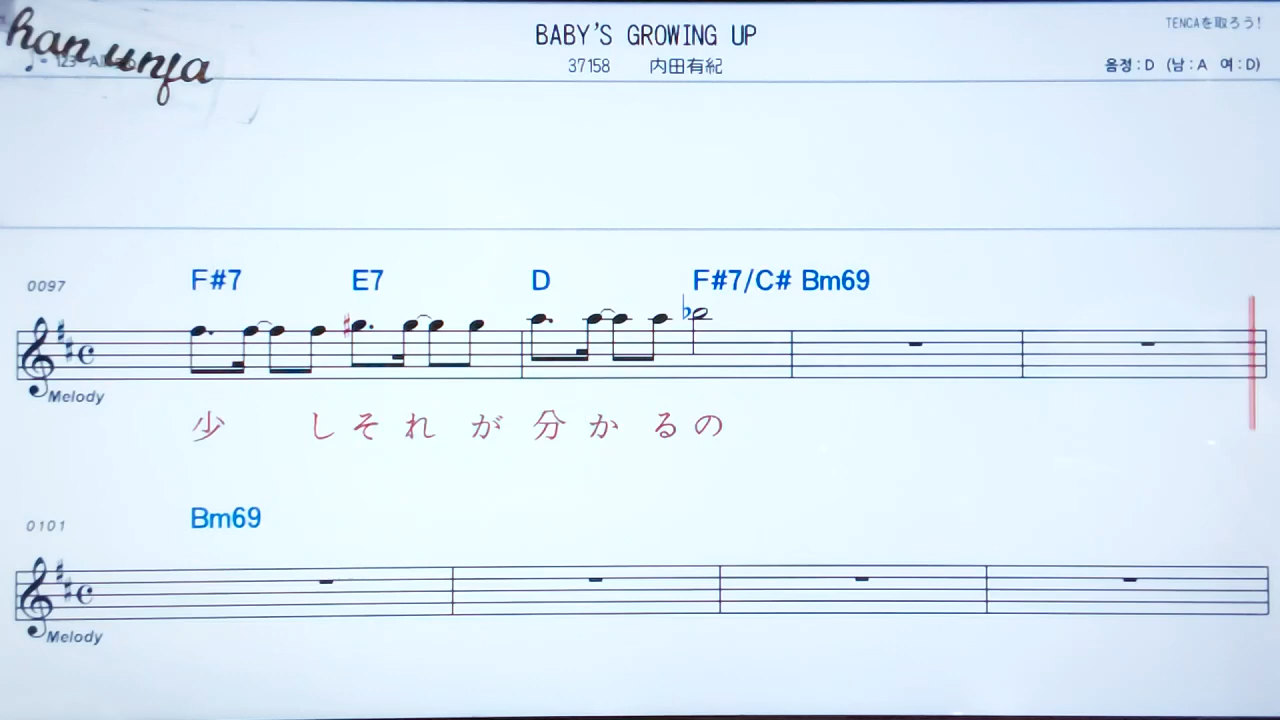 han unfa
BABY'S GROWING UP
TENCAを取ろう!
37158 内田有紀
음정 : D (남 : A 여 : D)
0097
F#7 E7 D F#7/C# Bm69
Melody
少 しそれ が 分か るの
0101
Bm69
Melody